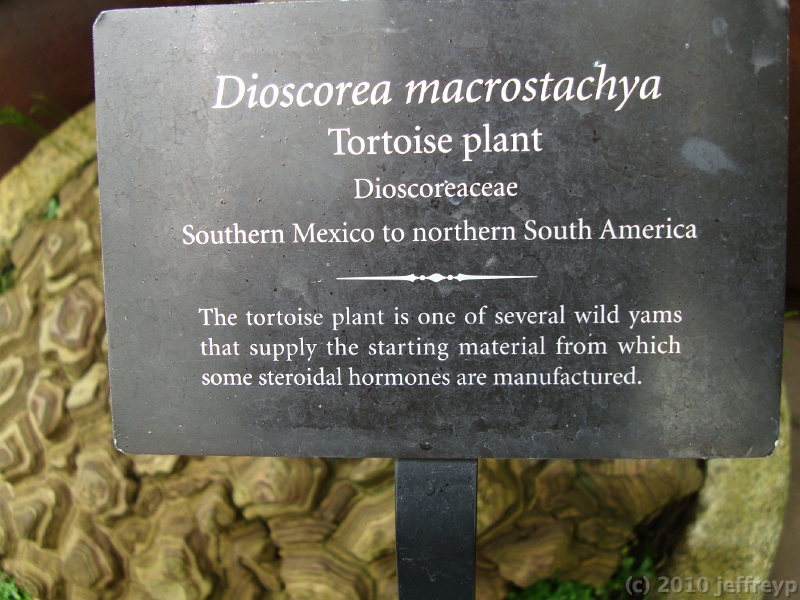 Dioscorea macrostachya
Tortoise plant
Dioscoreaceae
Southern Mexico to northern South America
The tortoise plant is one of several wild yams
that supply the starting material from which
some steroidal hormones are manufactured.
(c) 2010 jeffreyp